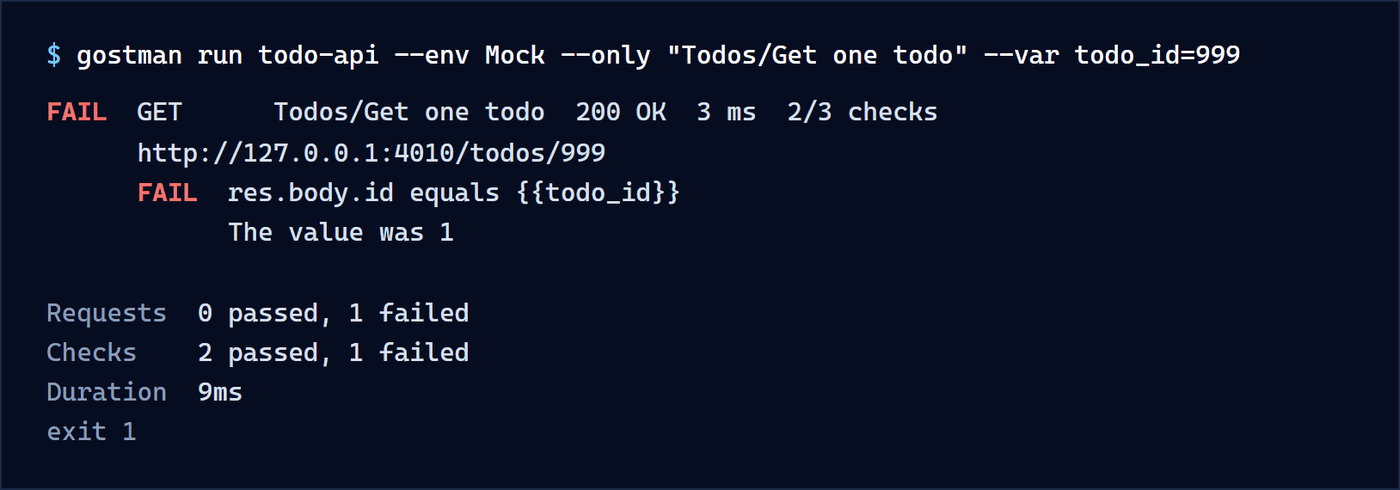 $ gostman run todo-api --env Mock --only "Todos/Get one todo" --var todo_id=999
FAIL  GET      Todos/Get one todo  200 OK  3 ms  2/3 checks
http://127.0.0.1:4010/todos/999
FAIL  res.body.id equals {{todo_id}}
The value was 1
Requests  0 passed, 1 failed
Checks    2 passed, 1 failed
Duration  9ms
exit 1